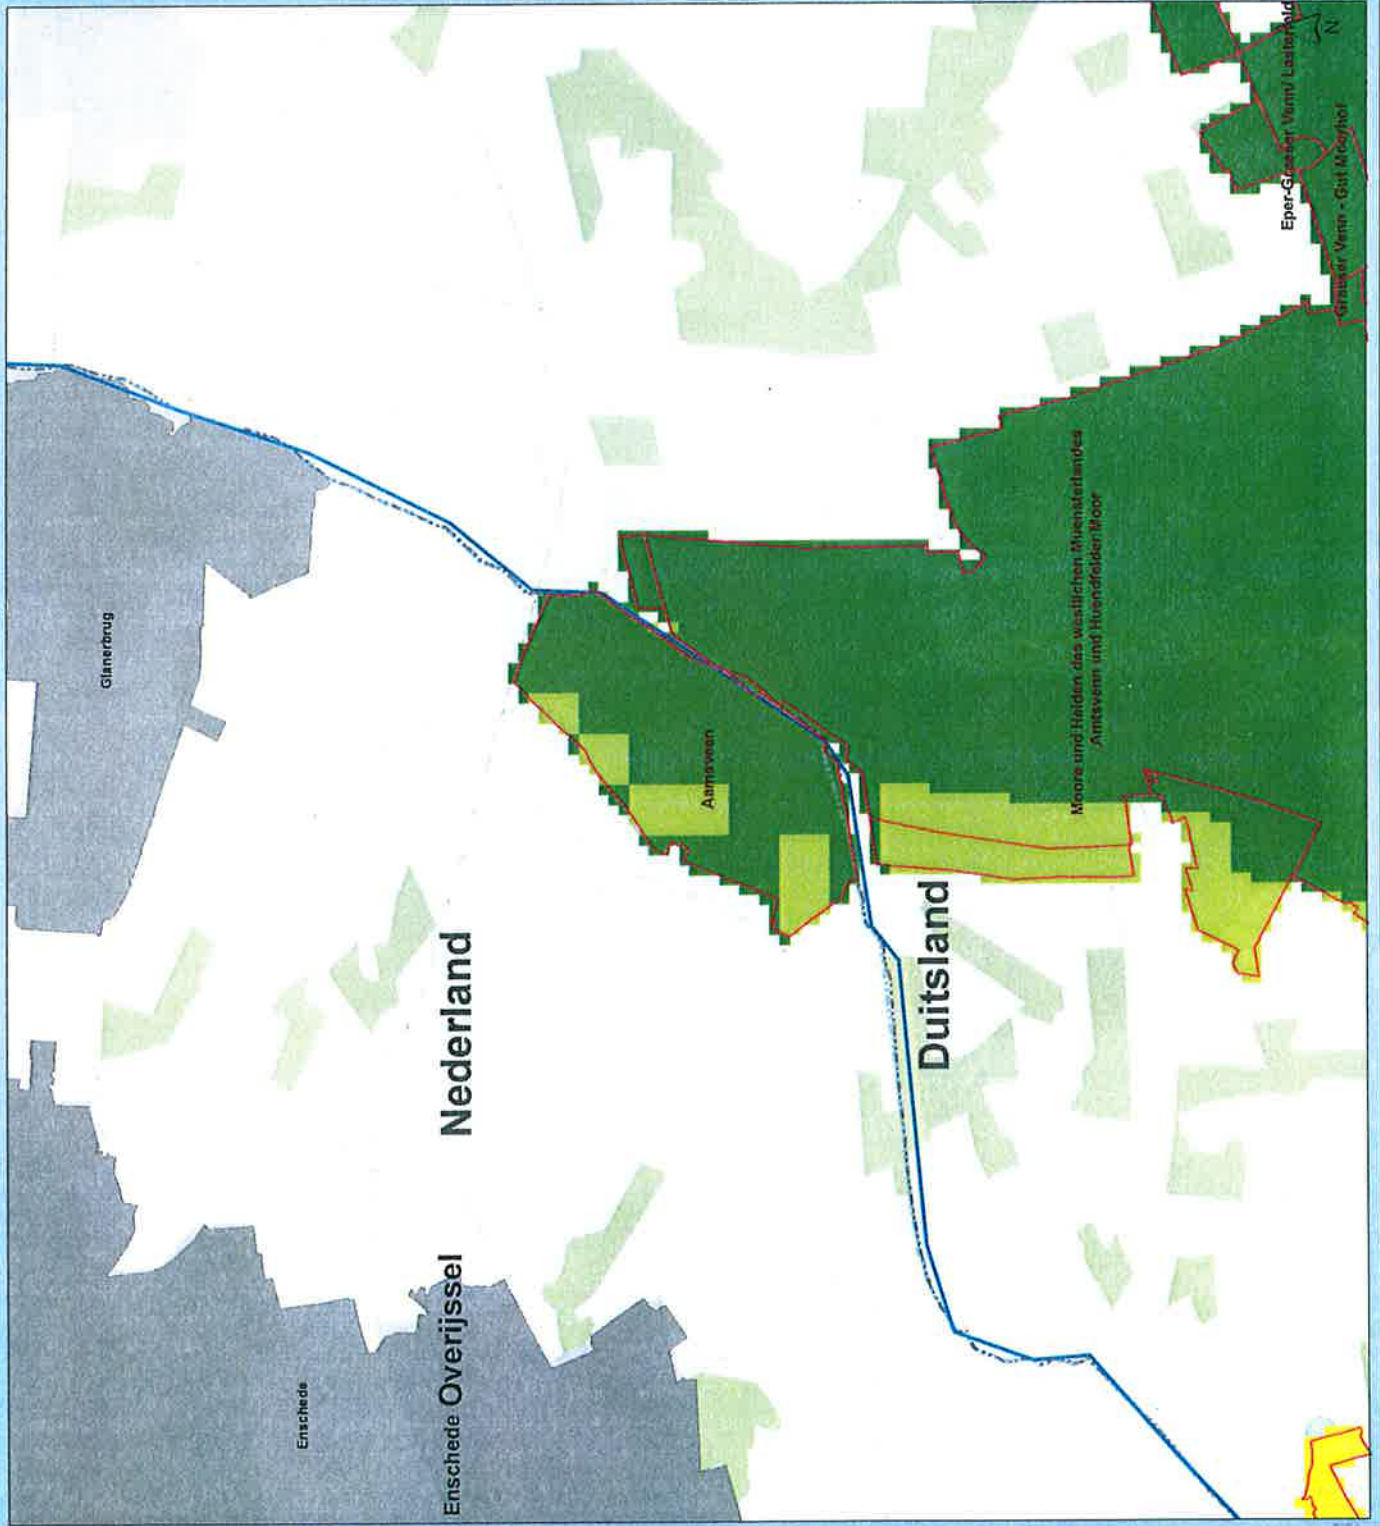 Glanerbrug
Enschede
Enschede Overijssel
Nederland
Aamsveen
Duitsland
Moore und Heiden des westlichen Muensterlandes
Amtsvenn und Huendfelder Moor
Eper-Graeser Venn/ Lasterfeld
Graeser Venn - Gut Moorhof
N